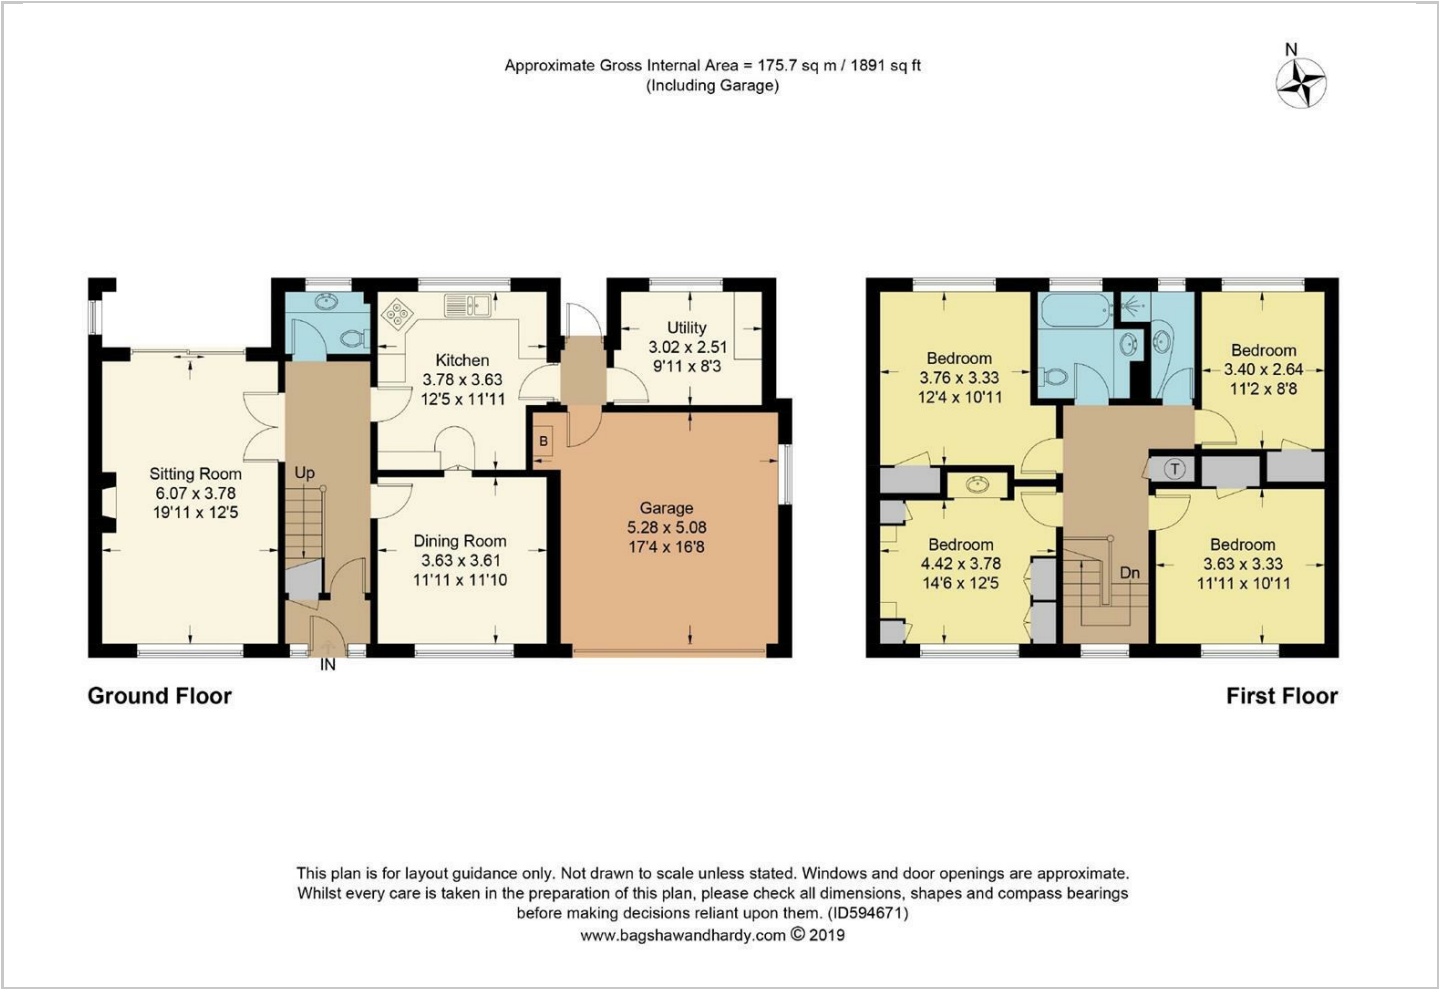 Approximate Gross Internal Area = 175.7 sq m / 1891 sq ft
(Including Garage)
N
Utility
3.02 x 2.51
9'11 x 8'3
Kitchen
3.78 x 3.63
12'5 x 11'11
B
Sitting Room
6.07 x 3.78
19'11 x 12'5
Up
Dining Room
3.63 x 3.61
11'11 x 11'10
Garage
5.28 x 5.08
17'4 x 16'8
IN
Ground Floor
Bedroom
3.76 x 3.33
12'4 x 10'11
Bedroom
3.40 x 2.64
11'2 x 8'8
T
Bedroom
4.42 x 3.78
14'6 x 12'5
Dn
Bedroom
3.63 x 3.33
11'11 x 10'11
First Floor
This plan is for layout guidance only. Not drawn to scale unless stated. Windows and door openings are approximate.
Whilst every care is taken in the preparation of this plan, please check all dimensions, shapes and compass bearings
before making decisions reliant upon them. (ID594671)
www.bagshawandhardy.com © 2019